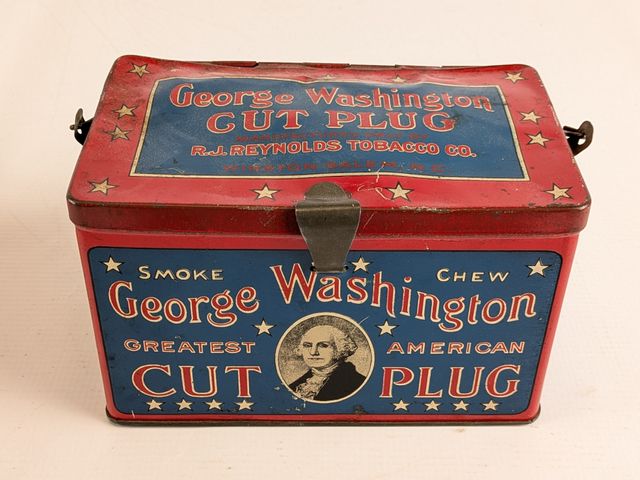 George Washington
CUT PLUG
MANUFACTURED ONLY BY
R.J. REYNOLDS TOBACCO CO.
WINSTON-SALEM, N.C.
SMOKE
CHEW
George Washington
GREATEST AMERICAN
CUT PLUG